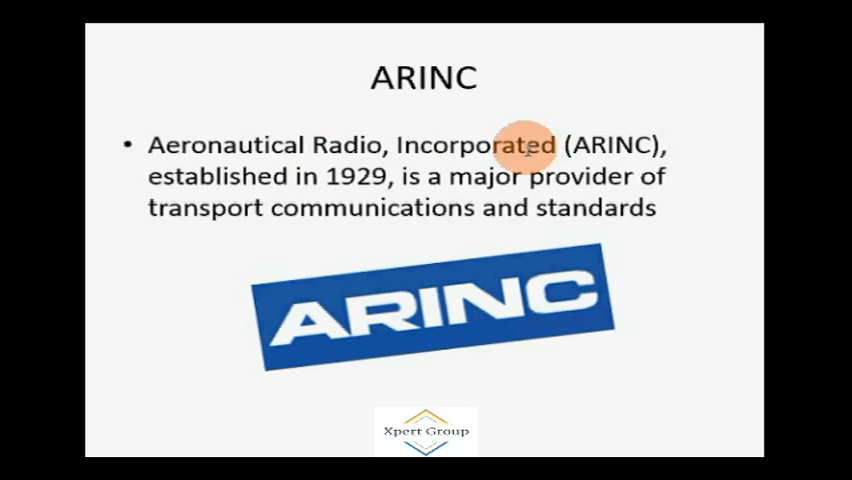 ARINC
• Aeronautical Radio, Incorporated (ARINC),
established in 1929, is a major provider of
transport communications and standards
ARINC
Xpert Group